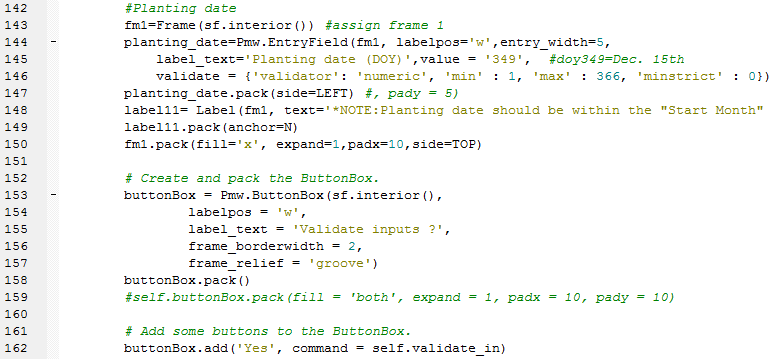 142 #Planting date
143 fm1=Frame(sf.interior()) #assign frame 1
144 - planting_date=Pmw.EntryField(fm1, labelpos='w',entry_width=5,
145 label_text='Planting date (DOY)',value = '349', #doy349=Dec. 15th
146 validate = {'validator': 'numeric', 'min' : 1, 'max' : 366, 'minstrict' : 0})
147 planting_date.pack(side=LEFT) #, pady = 5)
148 label11= Label(fm1, text='*NOTE:Planting date should be within the "Start Month"
149 label11.pack(anchor=N)
150 fm1.pack(fill='x', expand=1,padx=10,side=TOP)
151
152 # Create and pack the ButtonBox.
153 - buttonBox = Pmw.ButtonBox(sf.interior(),
154 labelpos = 'w',
155 label_text = 'Validate inputs ?',
156 frame_borderwidth = 2,
157 frame_relief = 'groove')
158 buttonBox.pack()
159 #self.buttonBox.pack(fill = 'both', expand = 1, padx = 10, pady = 10)
160
161 # Add some buttons to the ButtonBox.
162 buttonBox.add('Yes', command = self.validate_in)